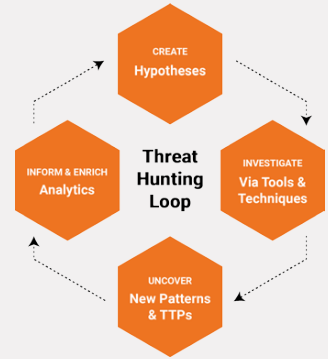 CREATE
Hypotheses
Threat
Hunting
Loop
INVESTIGATE
Via Tools &
Techniques
UNCOVER
New Patterns
& TTPs
INFORM & ENRICH
Analytics